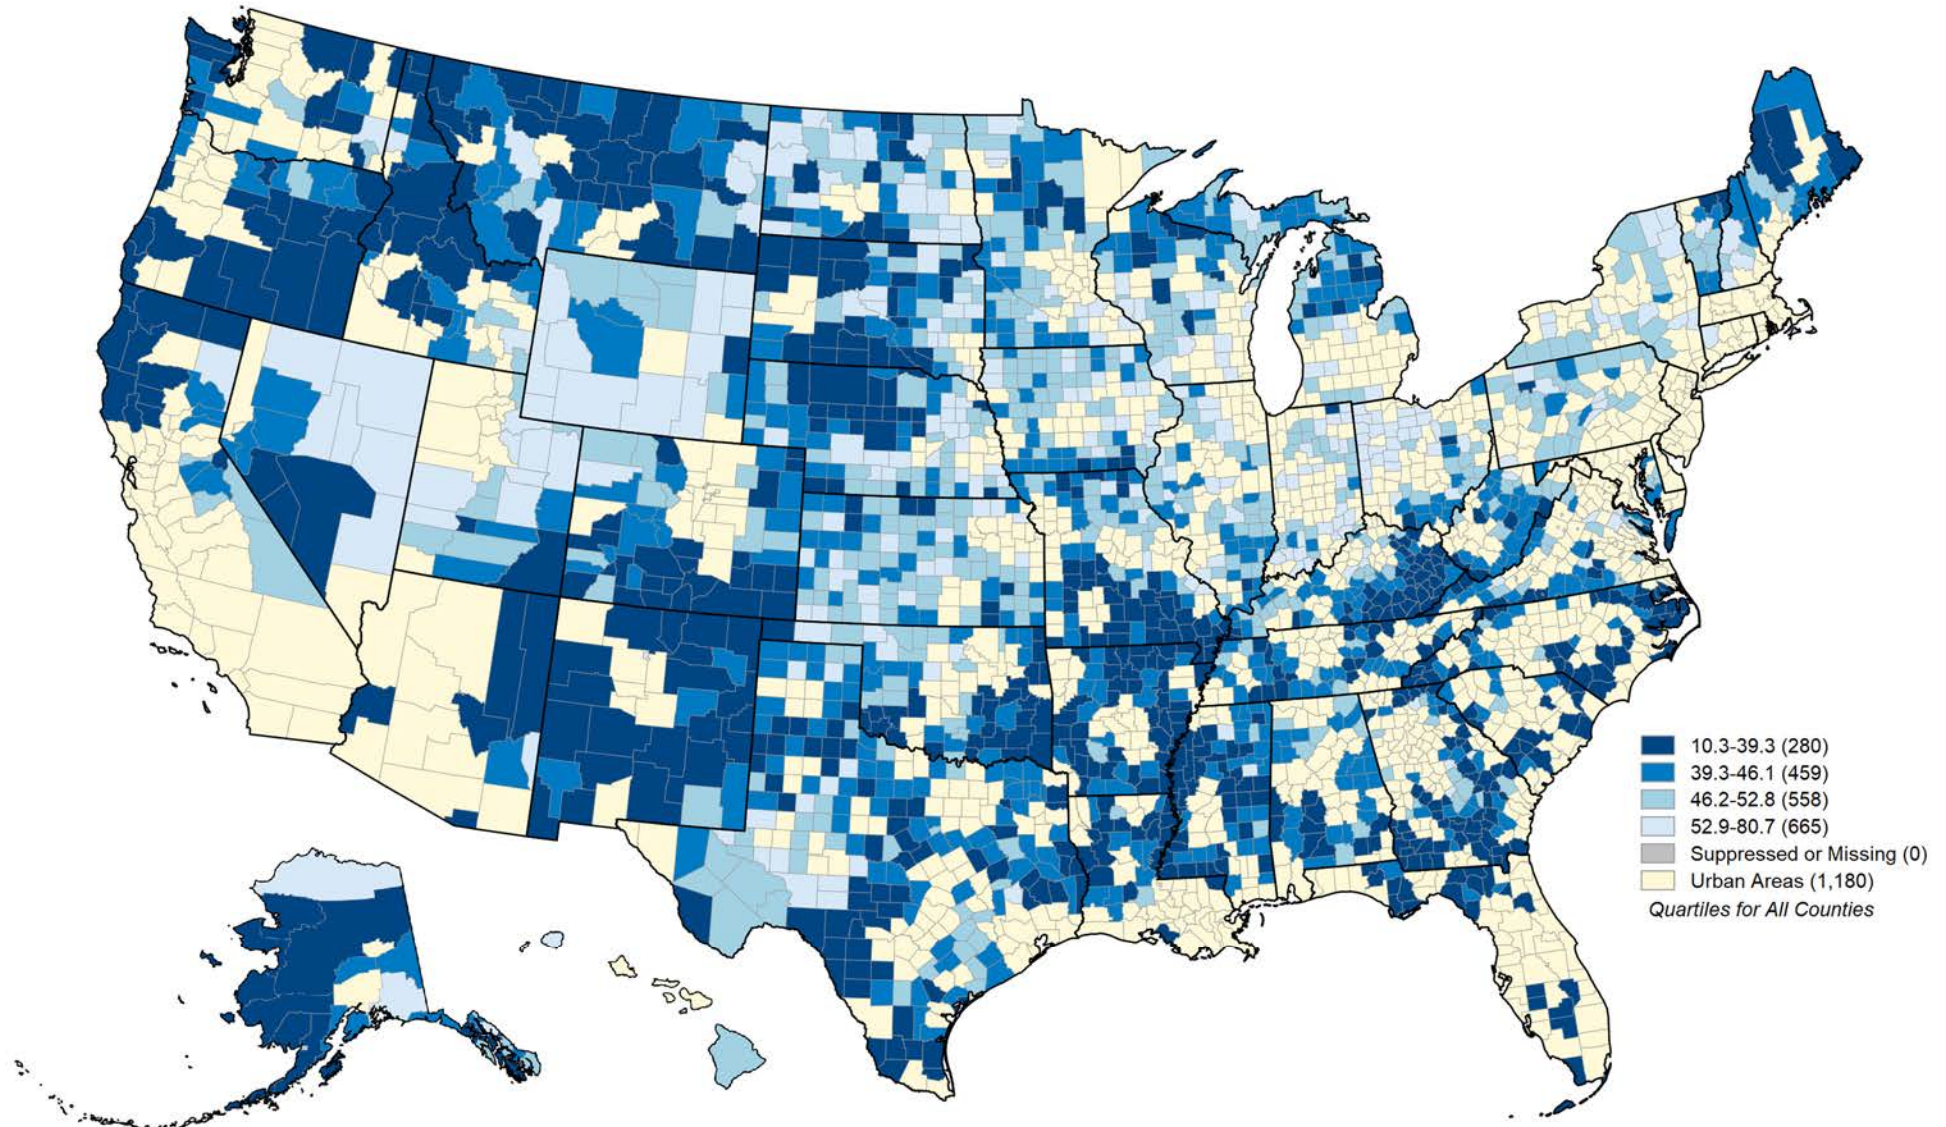 10.3-39.3 (280)
39.3-46.1 (459)
46.2-52.8 (558)
52.9-80.7 (665)
Suppressed or Missing (0)
Urban Areas (1,180)
Quartiles for All Counties